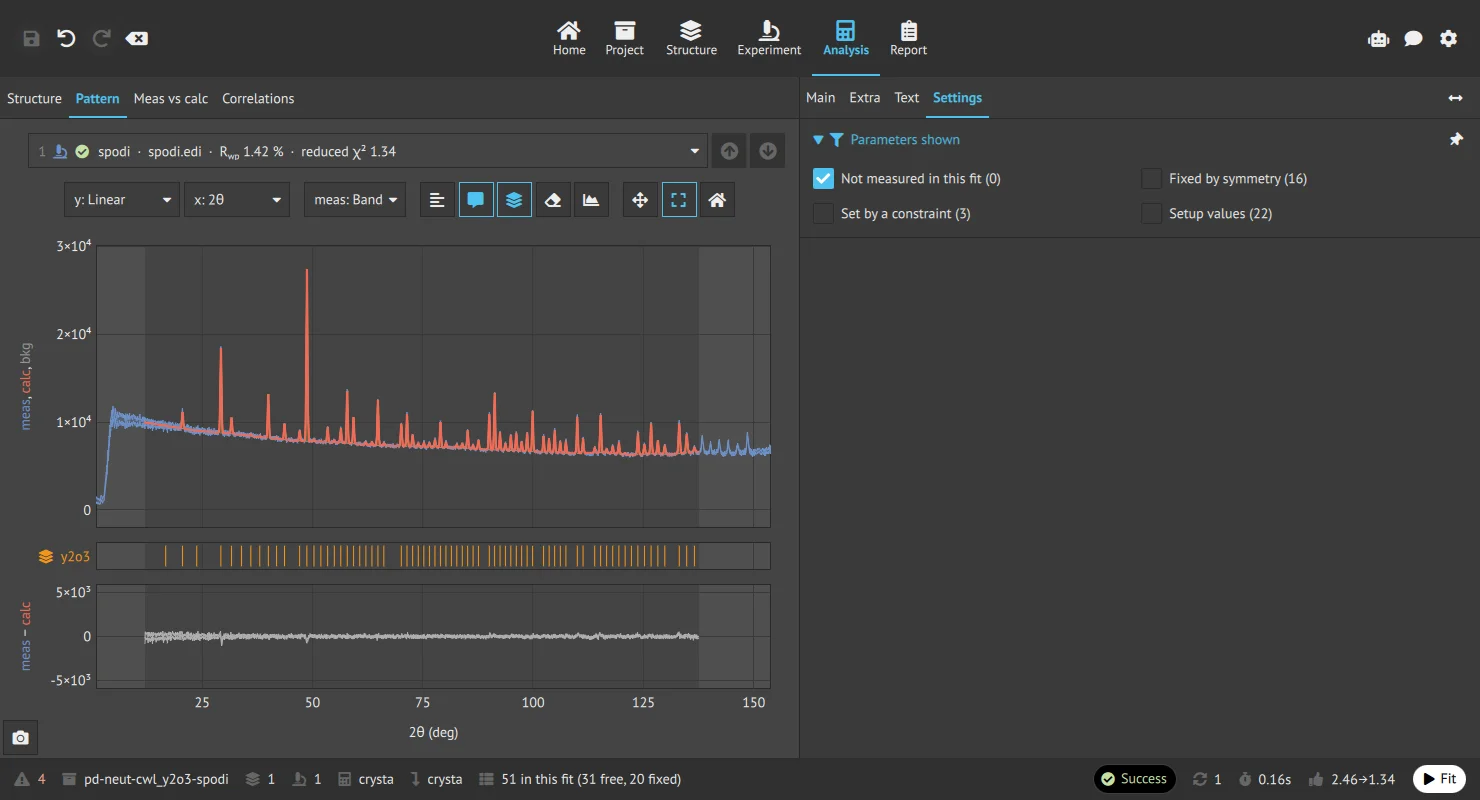 Home Project Structure Experiment Analysis Report
Structure Pattern Meas vs calc Correlations
Main Extra Text Settings
1 spodi · spodi.edi · Rwp 1.42 % · reduced χ² 1.34
Parameters shown
Not measured in this fit (0) Fixed by symmetry (16)
Set by a constraint (3) Setup values (22)
y: Linear x: 2θ meas: Band
3×10⁴
2×10⁴
1×10⁴
0
meas, calc, bkg
y2o3
5×10³
0
-5×10³
meas − calc
25 50 75 100 125 150
2θ (deg)
4 pd-neut-cwl_y2o3-spodi 1 1 crysta crysta 51 in this fit (31 free, 20 fixed) Success 1 0.16s 2.46→1.34 Fit